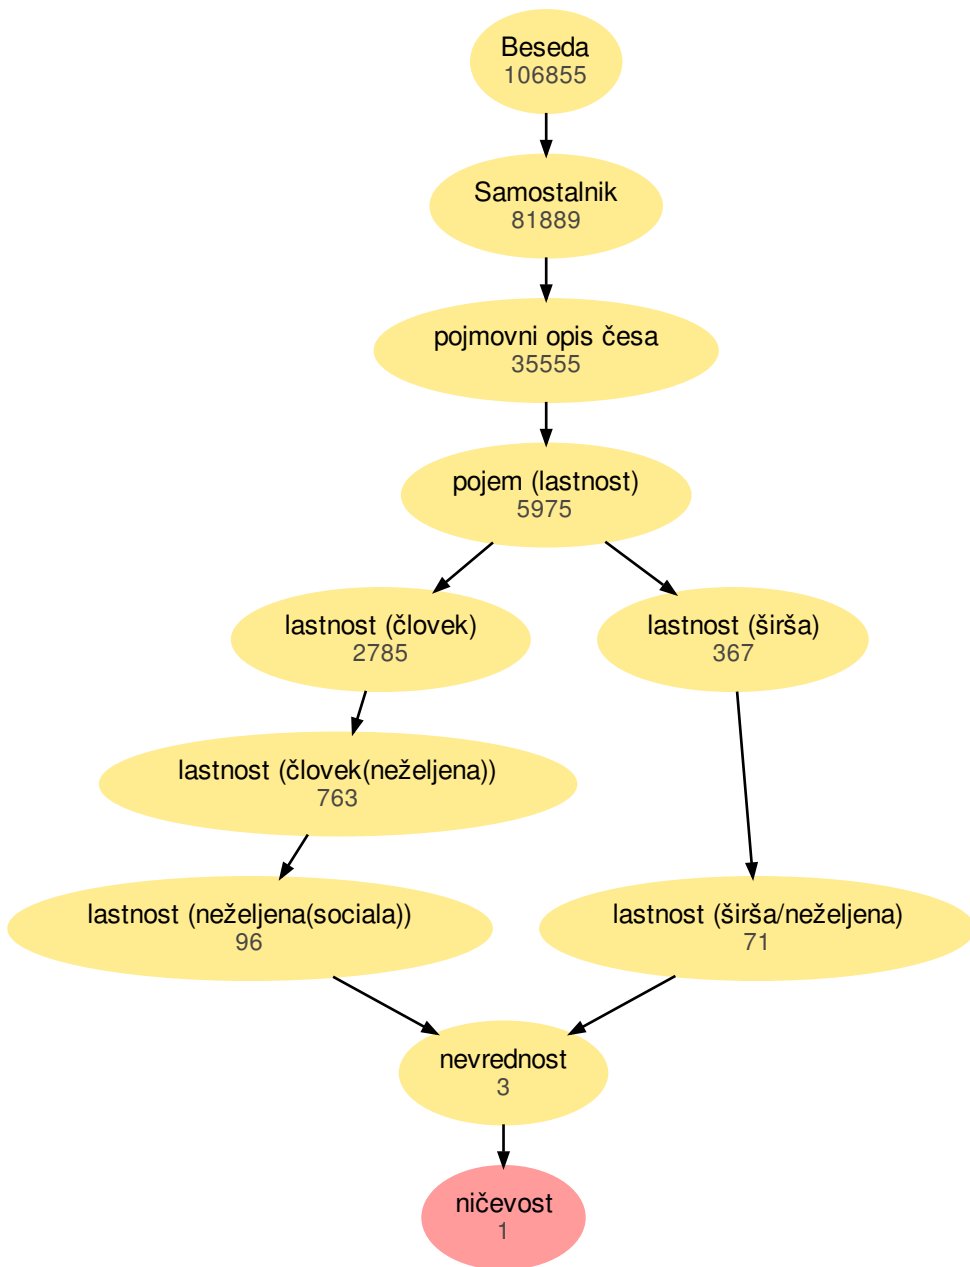 Beseda
106855
Samostalnik
81889
pojmovni opis česa
35555
pojem (lastnost)
5975
lastnost (človek)
2785
lastnost (širša)
367
lastnost (človek(neželjena))
763
lastnost (neželjena(sociala))
96
lastnost (širša/neželjena)
71
nevrednost
3
ničevost
1